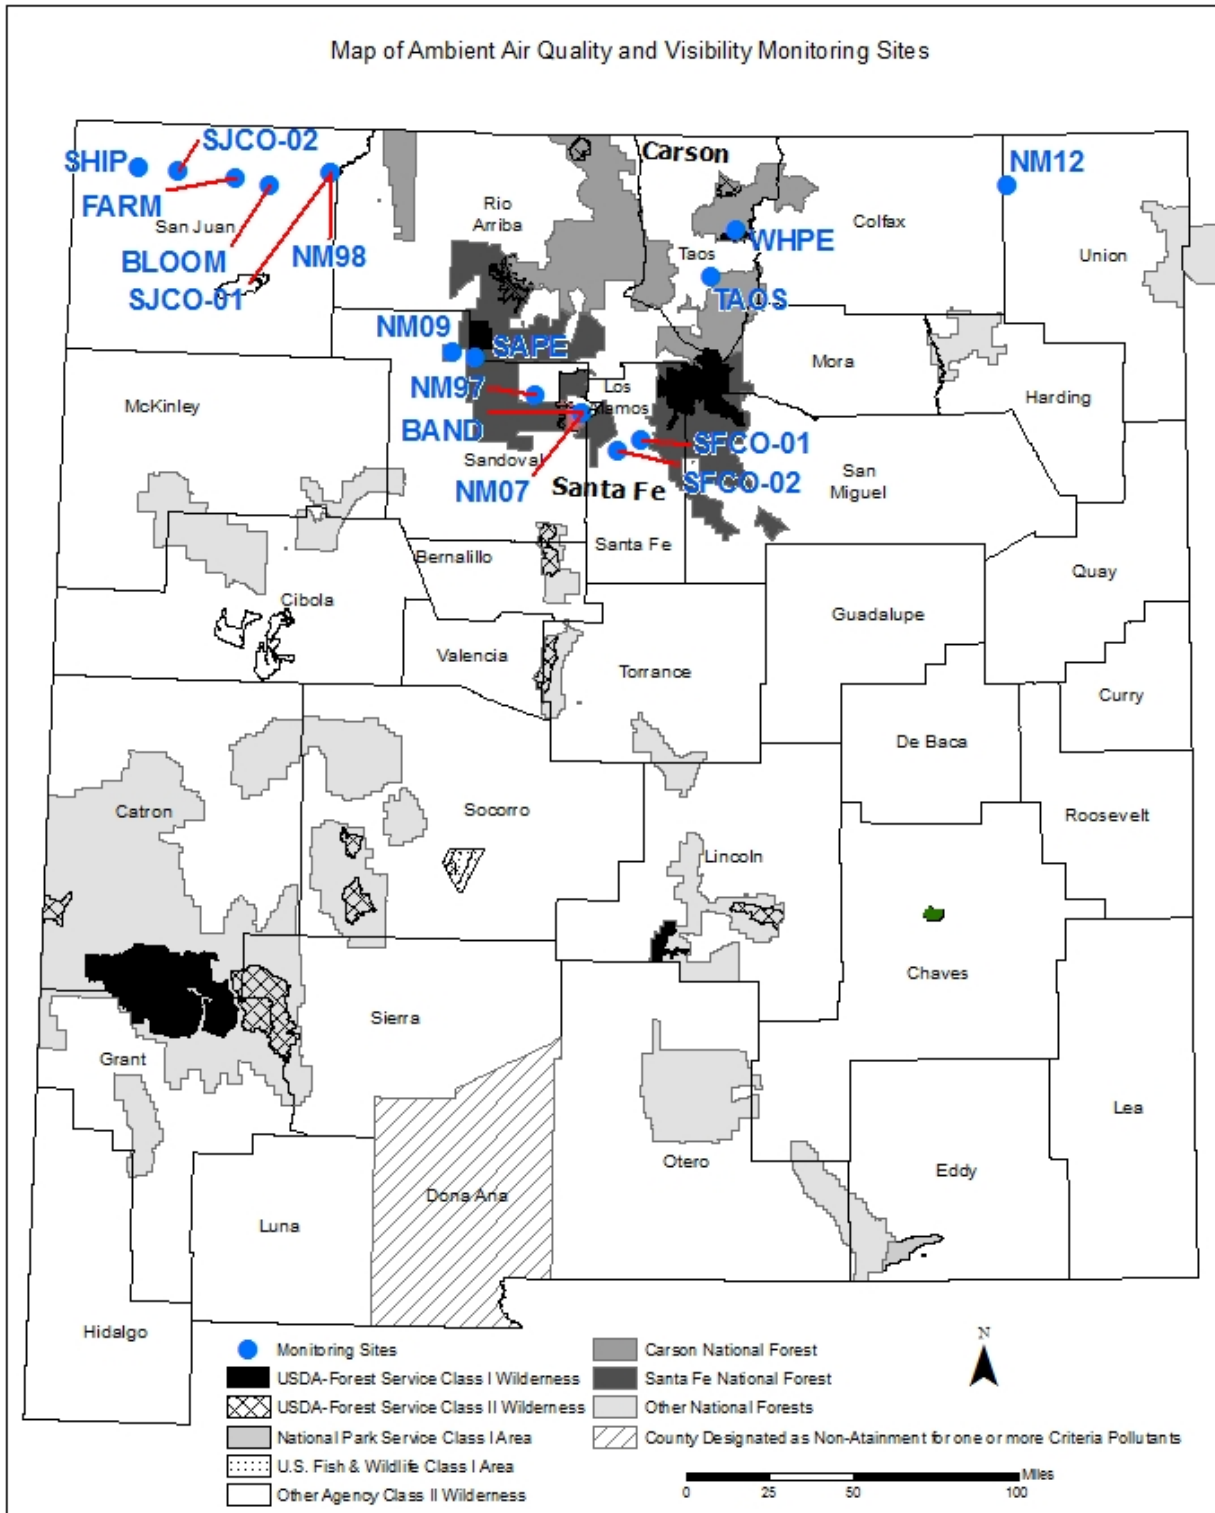 Map of Ambient Air Quality and Visibility Monitoring Sites
SJCO-02
Carson
SHIP
NM12
FARM
San Juan
Rio
Arriba
Colfax
WHPE
Taos
Union
BLOOM
NM98
SJCO-01
TAOS
NM09
SAPE
Mora
NM97
Los
Alamos
Harding
McKinley
BAND
SFCO-01
Sandoval
San
Miguel
NM07
Santa Fe
SFCO-02
Santa Fe
Bernalillo
Quay
Cibola
Guadalupe
Valencia
Torrance
Curry
De Baca
Catron
Socorro
Roosevelt
Lincoln
Chaves
Sierra
Grant
Lea
Otero
Eddy
Dona Ana
Luna
Hidalgo
N
Monitoring Sites
USDA-Forest Service Class I Wilderness
USDA-Forest Service Class II Wilderness
National Park Service Class I Area
U.S. Fish & Wildlife Class I Area
Other Agency Class II Wilderness
Carson National Forest
Santa Fe National Forest
Other National Forests
County Designated as Non-Atainment for one or more Criteria Pollutants
Miles
0 25 50 100